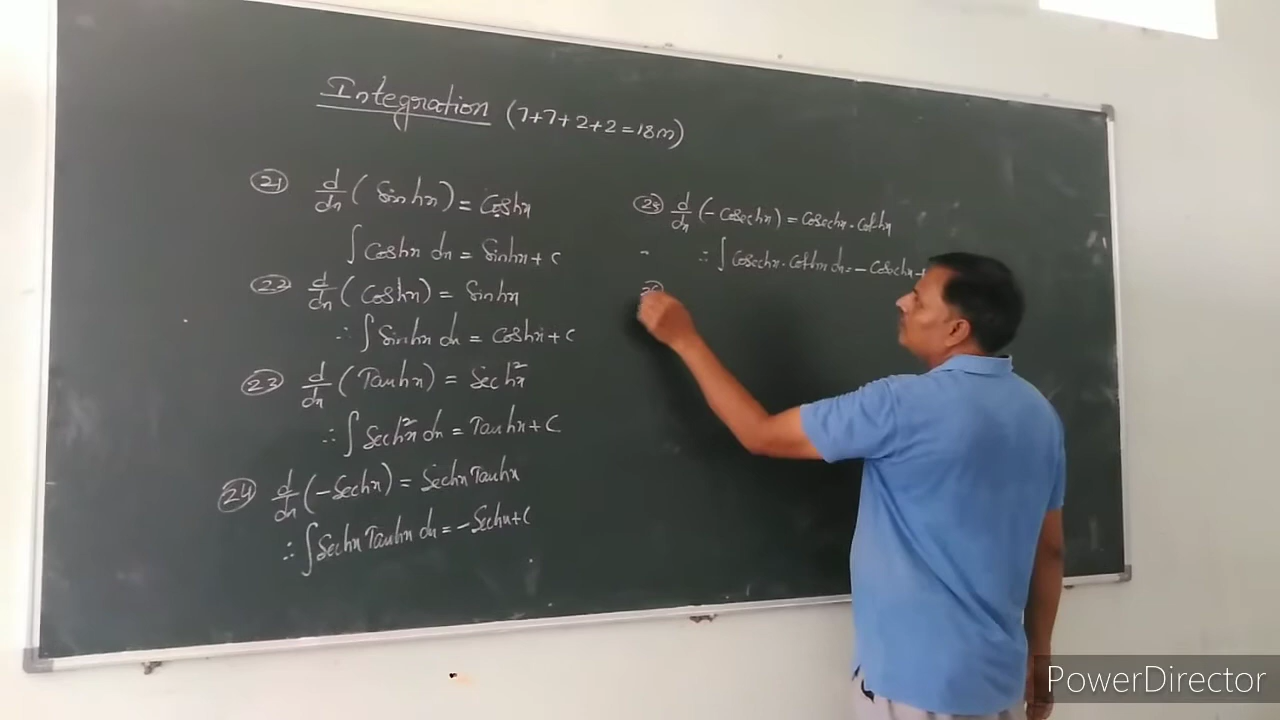 Integration (7+7+2+2=18m)
21 d/dx (Sinhx) = Coshx
∫ Coshx dx = Sinhx + C
22 d/dx (Coshx) = Sinhx
∴ ∫ Sinhx dx = Coshx + C
23 d/dx (Tanhx) = Sech²x
∴ ∫ Sech²x dx = Tanhx + C
24 d/dx (-Sechx) = Sechx Tanhx
∴ ∫ Sechx Tanhx dx = -Sechx + C
25 d/dx (-Cosechx) = Cosechx · Cothx
∴ ∫ Cosechx · Cothx dx = - Cosechx +
PowerDirector